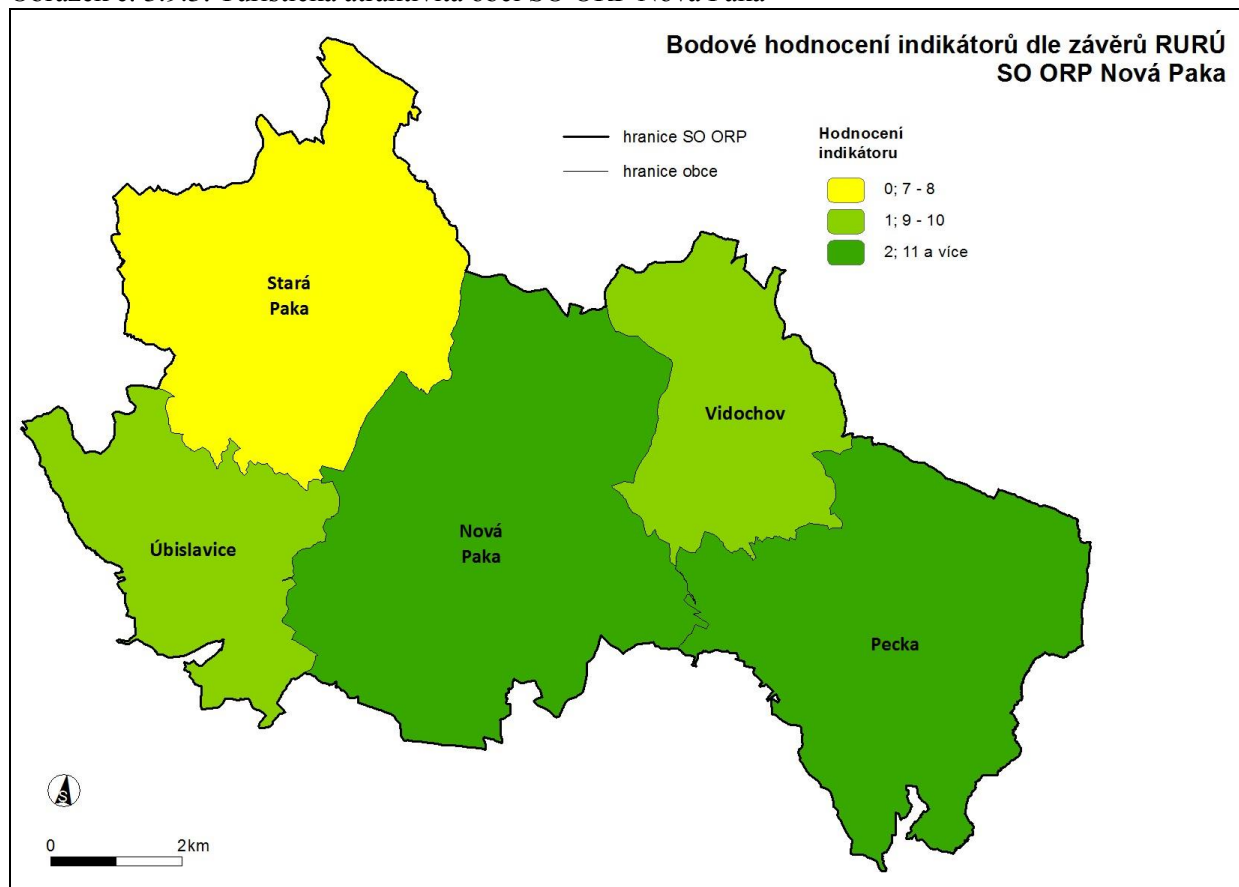 Bodové hodnocení indikátorů dle závěrů RURÚ
SO ORP Nová Paka
hranice SO ORP
hranice obce
Hodnocení
indikátoru
0; 7 - 8
1; 9 - 10
2; 11 a více
Stará
Paka
Vidochov
Nová
Paka
Úbislavice
Pecka
S
0 2km